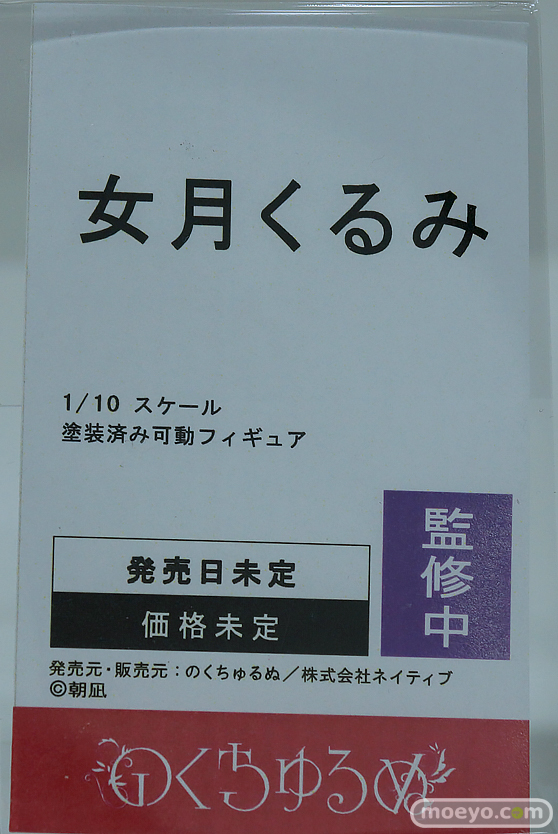 女月くるみ
1/10 スケール
塗装済み可動フィギュア
監修中
発売日未定
価格未定
発売元・販売元：のくちゅるぬ／株式会社ネイティブ
©朝凪
のくちゅるぬ
moeyo.com